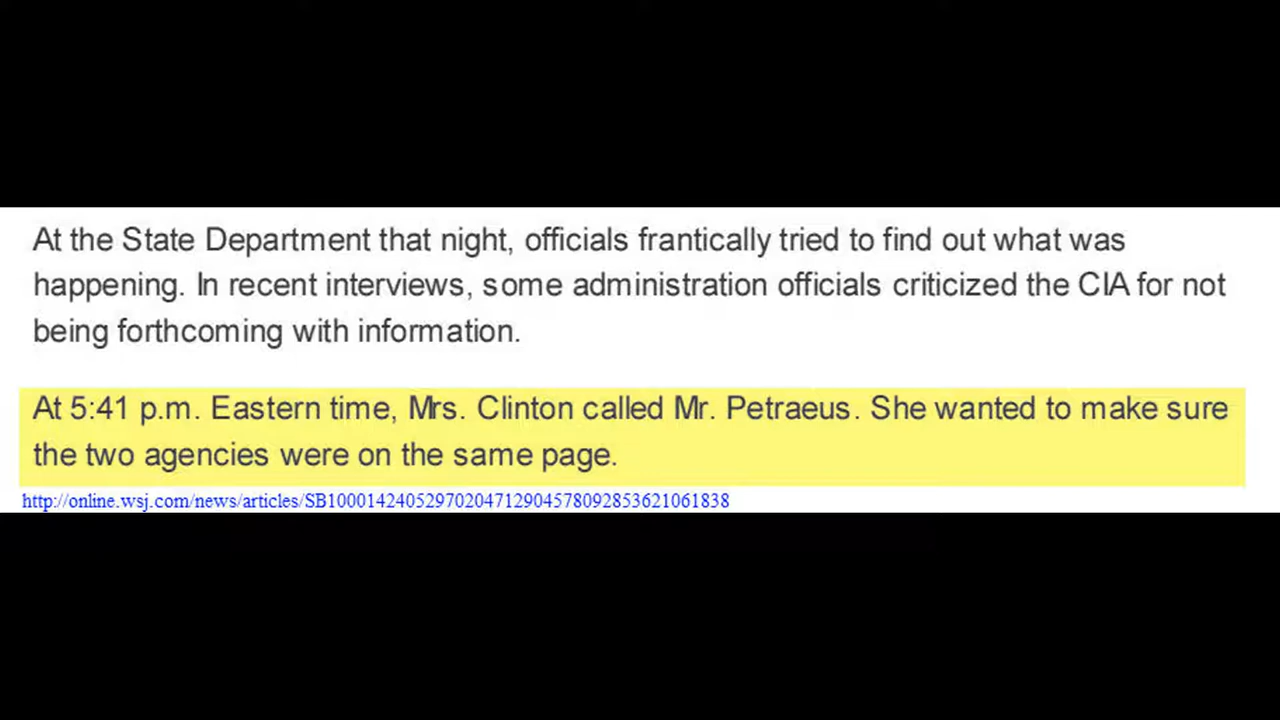 At the State Department that night, officials frantically tried to find out what was
happening. In recent interviews, some administration officials criticized the CIA for not
being forthcoming with information.
At 5:41 p.m. Eastern time, Mrs. Clinton called Mr. Petraeus. She wanted to make sure
the two agencies were on the same page.
http://online.wsj.com/news/articles/SB10001424052970204712904578092853621061838